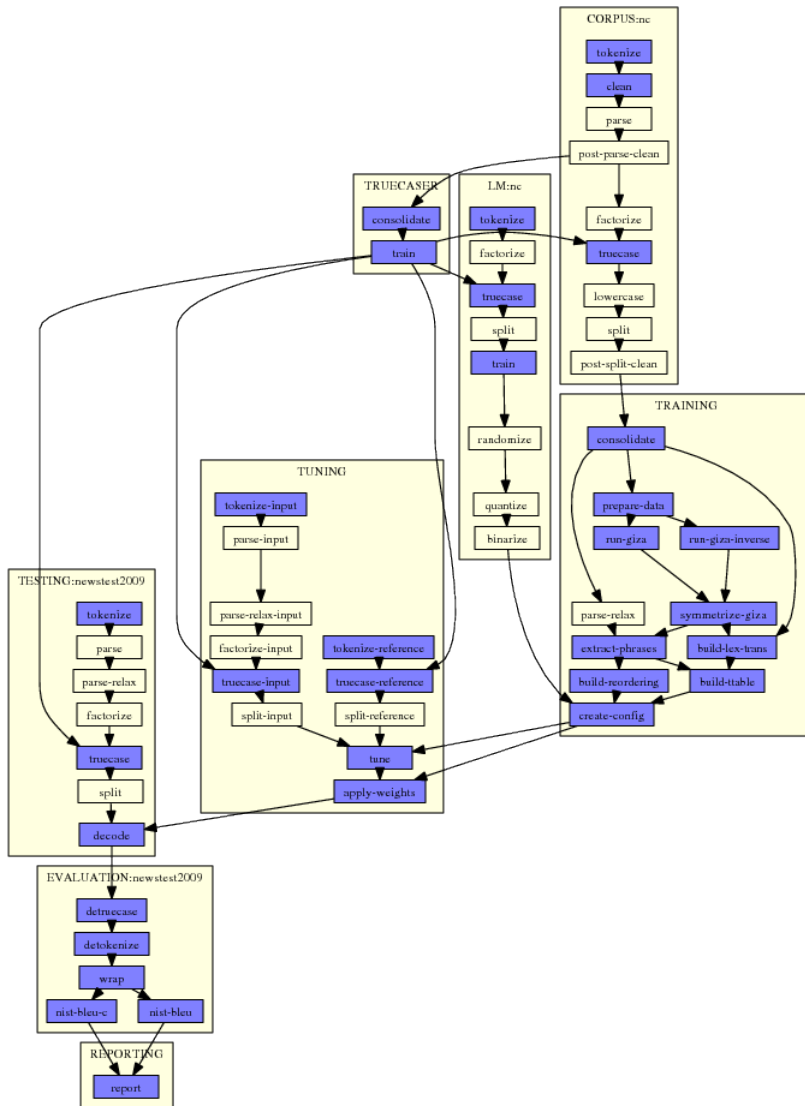 CORPUS:nc
tokenize
clean
parse
post-parse-clean
factorize
truecase
lowercase
split
post-split-clean
TRUECASER
consolidate
train
LM:nc
tokenize
factorize
truecase
split
train
randomize
quantize
binarize
TRAINING
consolidate
prepare-data
run-giza
run-giza-inverse
parse-relax
symmetrize-giza
extract-phrases
build-lex-trans
build-reordering
build-ttable
create-config
TUNING
tokenize-input
parse-input
parse-relax-input
factorize-input
tokenize-reference
truecase-input
truecase-reference
split-input
split-reference
tune
apply-weights
TESTING:newstest2009
tokenize
parse
parse-relax
factorize
truecase
split
decode
EVALUATION:newstest2009
detruecase
detokenize
wrap
nist-bleu-c
nist-bleu
REPORTING
report